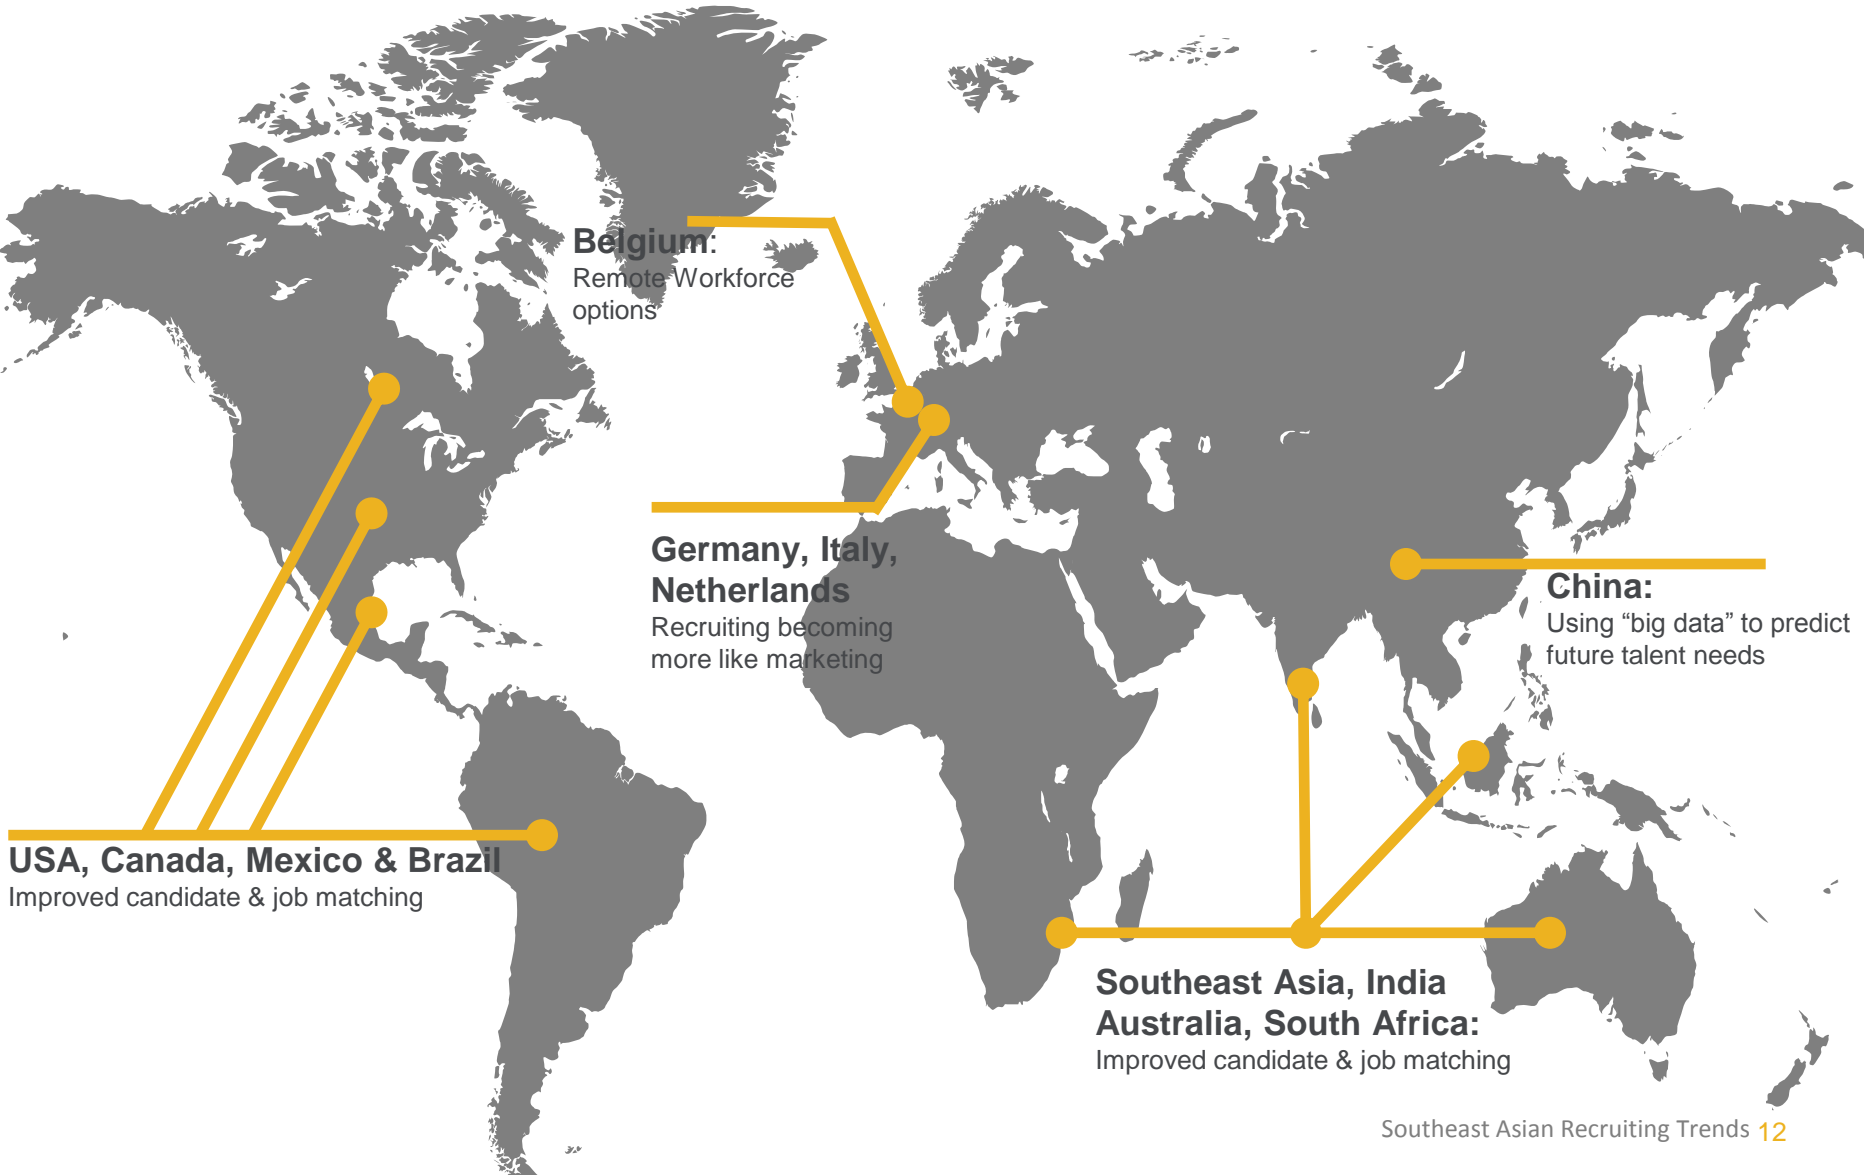 Belgium:
Remote Workforce
options
Germany, Italy,
Netherlands
Recruiting becoming
more like marketing
China:
Using “big data” to predict
future talent needs
USA, Canada, Mexico & Brazil
Improved candidate & job matching
Southeast Asia, India
Australia, South Africa:
Improved candidate & job matching
Southeast Asian Recruiting Trends 12